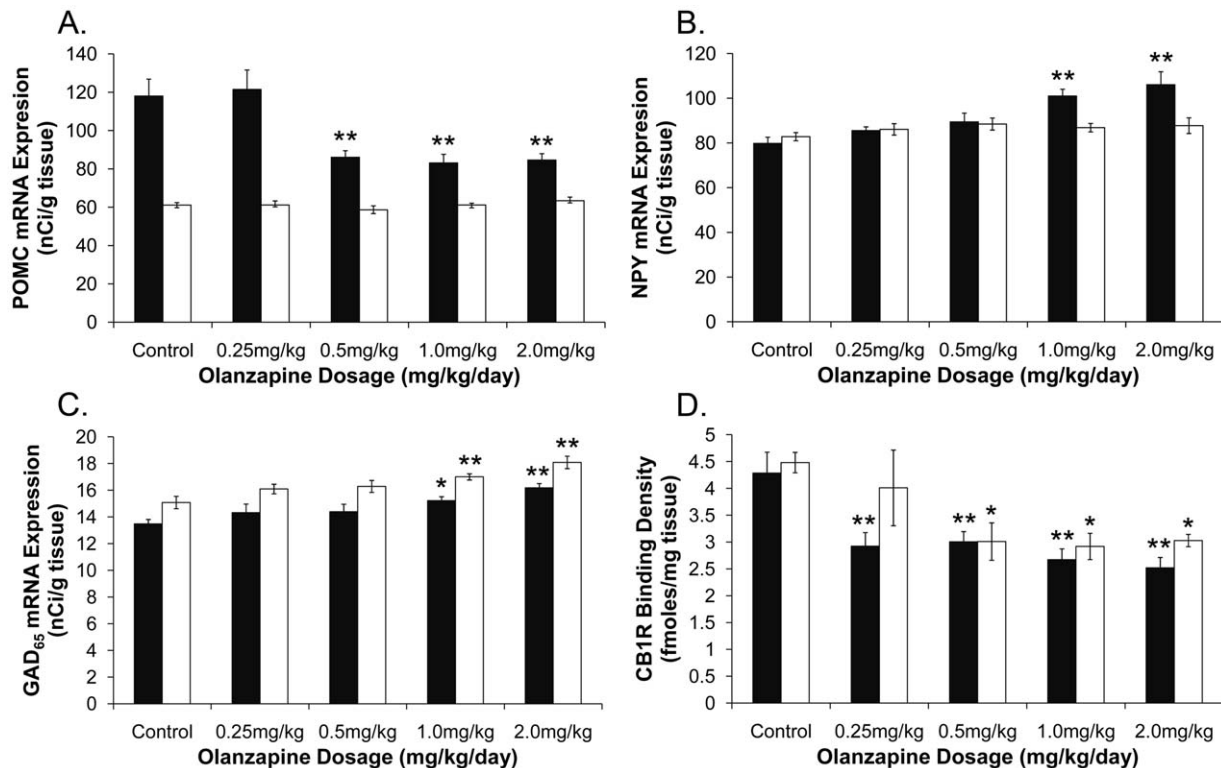 A.
POMC mRNA Expression
(nCi/g tissue)
140
120
100
80
60
40
20
0
** ** **
Control 0.25mg/kg 0.5mg/kg 1.0mg/kg 2.0mg/kg
Olanzapine Dosage (mg/kg/day)
B.
NPY mRNA Expresion
(nCi/g tissue)
120
100
80
60
40
20
0
** **
Control 0.25mg/kg 0.5mg/kg 1.0mg/kg 2.0mg/kg
Olanzapine Dosage (mg/kg/day)
C.
GAD65 mRNA Expression
(nCi/g tissue)
20
18
16
14
12
10
8
6
4
2
0
* ** ** **
Control 0.25mg/kg 0.5mg/kg 1.0mg/kg 2.0mg/kg
Olanzapine Dosage (mg/kg/day)
D.
CB1R Binding Density
(fmoles/mg tissue)
5
4.5
4
3.5
3
2.5
2
1.5
1
0.5
0
** ** * ** * ** *
Control 0.25mg/kg 0.5mg/kg 1.0mg/kg 2.0mg/kg
Olanzapine Dosage (mg/kg/day)